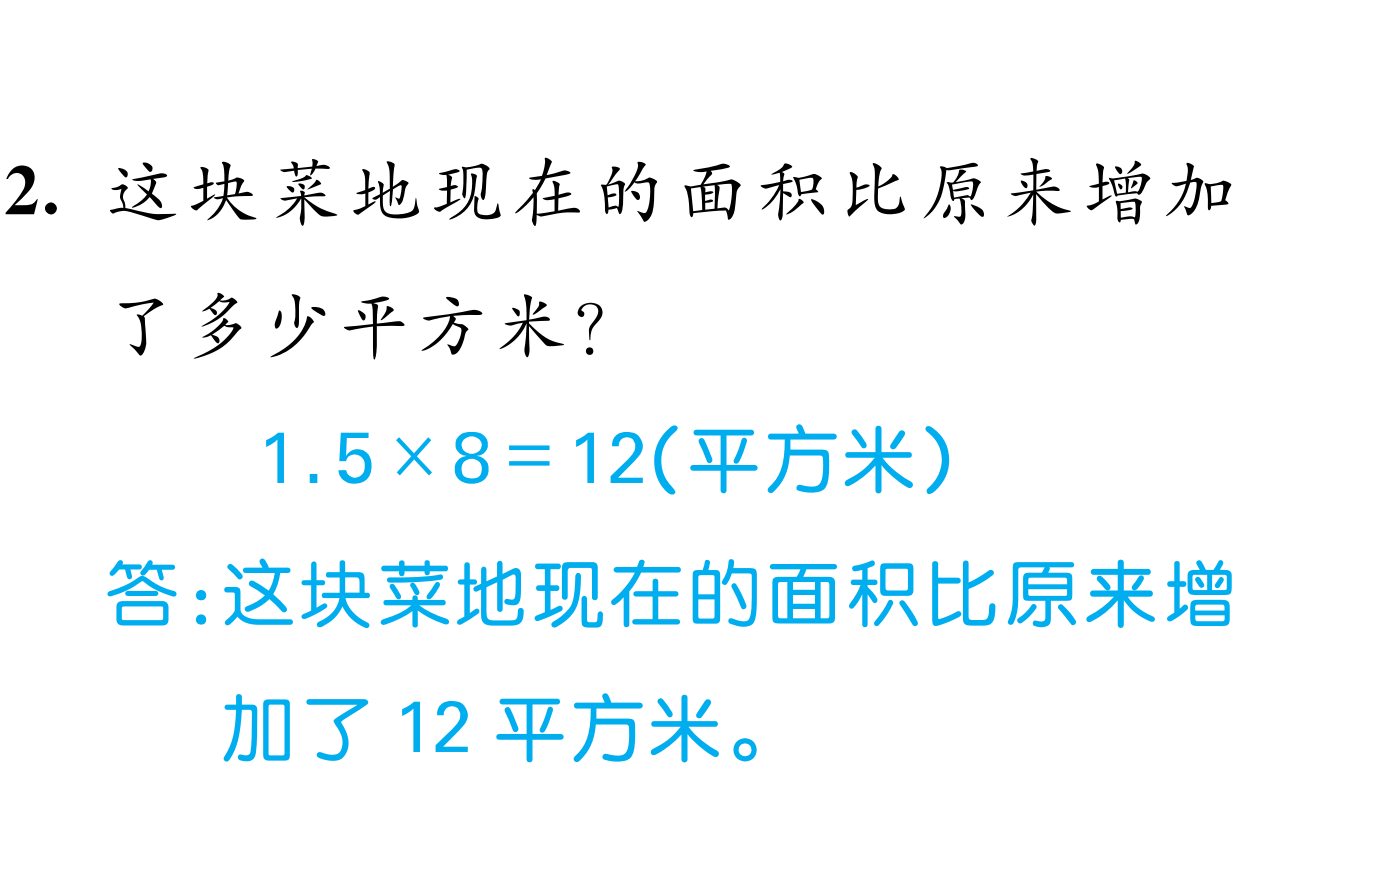 2. 这块菜地现在的面积比原来增加
了多少平方米?
1.5×8=12(平方米)
答:这块菜地现在的面积比原来增
加了 12 平方米。